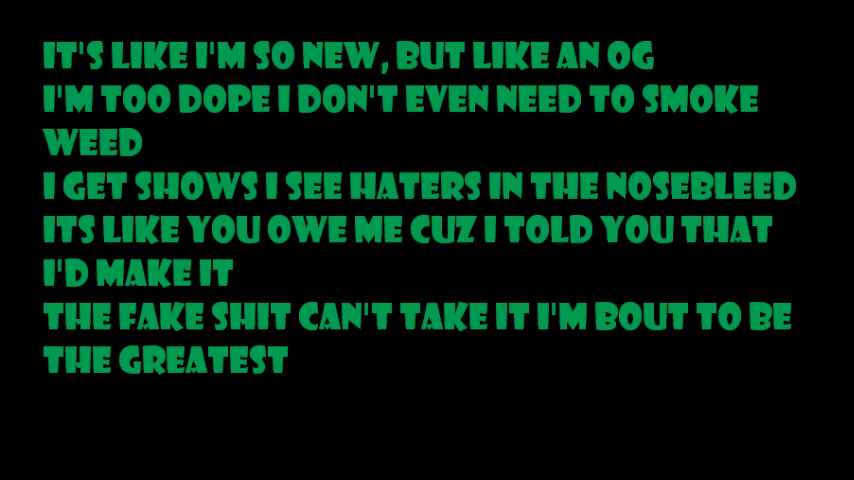 IT'S LIKE I'M SO NEW, BUT LIKE AN OG
I'M TOO DOPE I DON'T EVEN NEED TO SMOKE
WEED
I GET SHOWS I SEE HATERS IN THE NOSEBLEED
ITS LIKE YOU OWE ME CUZ I TOLD YOU THAT
I'D MAKE IT
THE FAKE SHIT CAN'T TAKE IT I'M BOUT TO BE
THE GREATEST